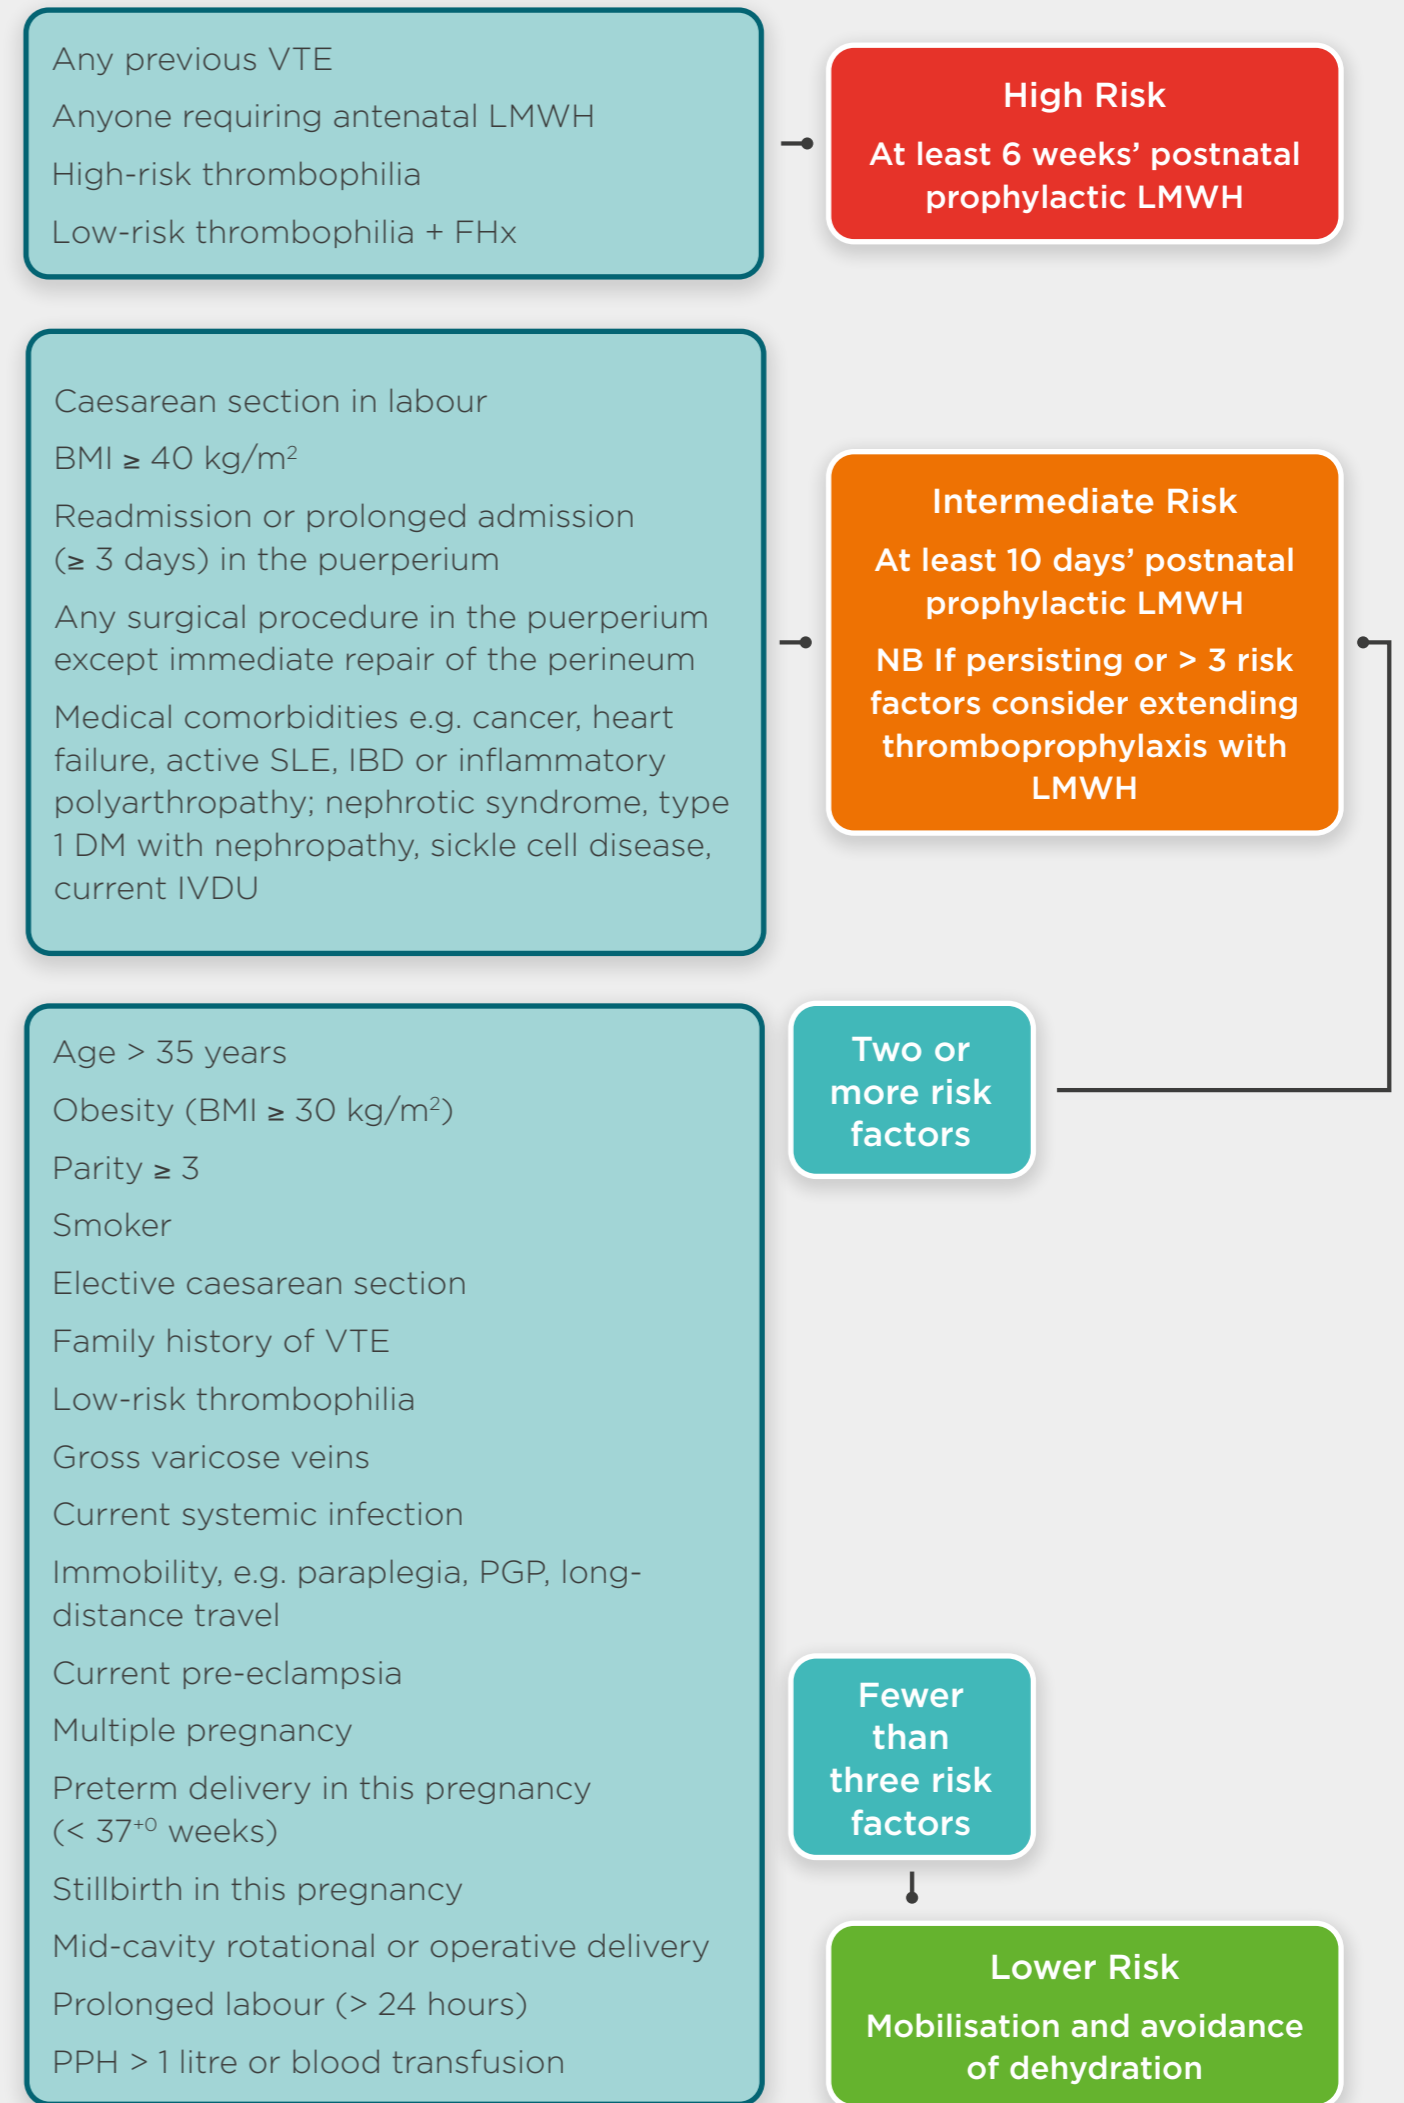 Any previous VTE
Anyone requiring antenatal LMWH
High-risk thrombophilia
Low-risk thrombophilia + FHx
High Risk
At least 6 weeks’ postnatal
prophylactic LMWH
Caesarean section in labour
BMI ≥ 40 kg/m²
Readmission or prolonged admission
(≥ 3 days) in the puerperium
Any surgical procedure in the puerperium
except immediate repair of the perineum
Medical comorbidities e.g. cancer, heart
failure, active SLE, IBD or inflammatory
polyarthropathy; nephrotic syndrome, type
1 DM with nephropathy, sickle cell disease,
current IVDU
Intermediate Risk
At least 10 days’ postnatal
prophylactic LMWH
NB If persisting or > 3 risk
factors consider extending
thromboprophylaxis with
LMWH
Age > 35 years
Obesity (BMI ≥ 30 kg/m²)
Parity ≥ 3
Smoker
Elective caesarean section
Family history of VTE
Low-risk thrombophilia
Gross varicose veins
Current systemic infection
Immobility, e.g. paraplegia, PGP, long-
distance travel
Current pre-eclampsia
Multiple pregnancy
Preterm delivery in this pregnancy
(< 37⁺⁰ weeks)
Stillbirth in this pregnancy
Mid-cavity rotational or operative delivery
Prolonged labour (> 24 hours)
PPH > 1 litre or blood transfusion
Two or
more risk
factors
Fewer
than
three risk
factors
Lower Risk
Mobilisation and avoidance
of dehydration